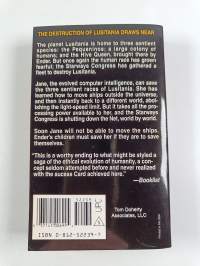 THE DESTRUCTION OF LUSITANIA DRAWS NEAR
The planet Lusitania is home to three sentient
species: the Pequeninos; a large colony of
humans; and the Hive Queen, brought there by
Ender. But once again the human race has grown
fearful; the Starways Congress has gathered a
fleet to destroy Lusitania.
Jane, the evolved computer intelligence, can save
the three sentient races of Lusitania. She has
learned how to move ships outside the universe,
and then instantly back to a different world, abol-
ishing the light-speed limit. But it takes all the pro-
cessing power available to her, and the Starways
Congress is shutting down the Net, world by world.
Soon Jane will not be able to move the ships.
Ender's children must save her if they are to save
themselves.
"This is a worthy ending to what might be styled a
saga of the ethical evolution of humanity, a con-
cept seldom attempted before and never realized
with the success Card achieved here."
—Booklist
UPC
Tom Doherty
Associates, LLC
ISBN 0-812-52239-7